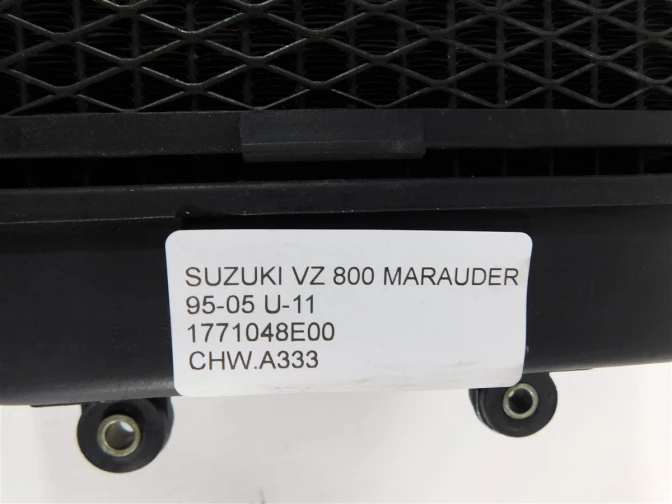 SUZUKI VZ 800 MARAUDER
95-05 U-11
1771048E00
CHW.A333